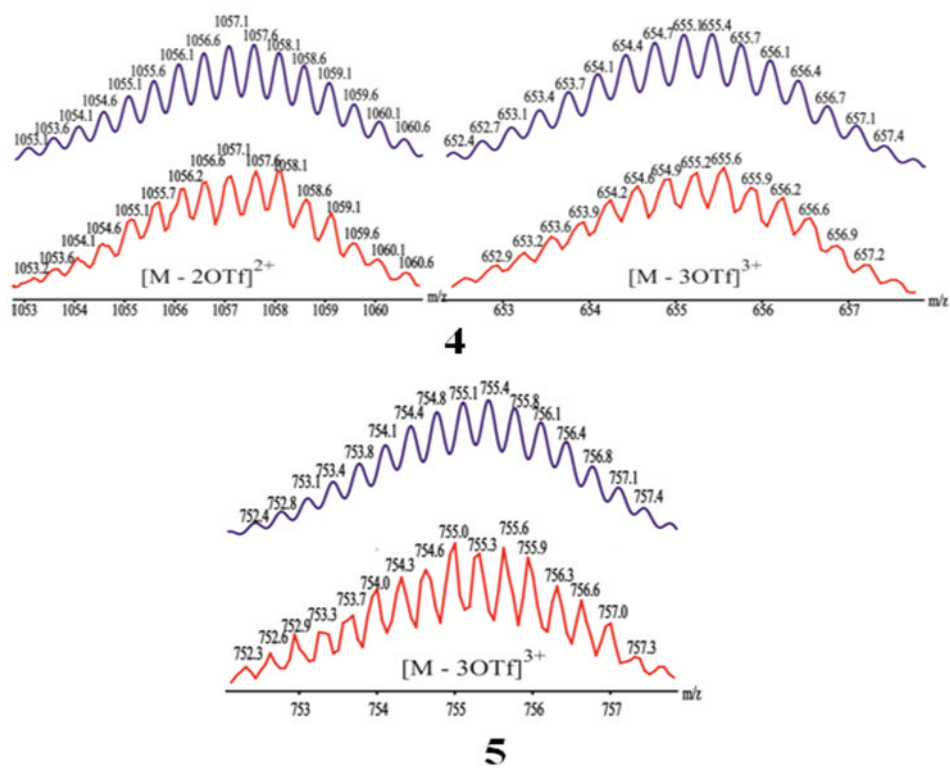 1053.1 1053.6 1054.1 1054.6 1055.1 1055.6 1056.1 1056.6 1057.1 1057.6 1058.1 1058.6 1059.1 1059.6 1060.1 1060.6
1053.2 1053.6 1054.1 1054.6 1055.1 1055.7 1056.2 1056.6 1057.1 1057.6 1058.1 1058.6 1059.1 1059.6 1060.1 1060.6
[M - 2OTf]2+
1053 1054 1055 1056 1057 1058 1059 1060 m/z
652.4 652.7 653.1 653.4 653.7 654.1 654.4 654.7 655.1 655.4 655.7 656.1 656.4 656.7 657.1 657.4
652.9 653.2 653.6 653.9 654.2 654.6 654.9 655.2 655.6 655.9 656.2 656.6 656.9 657.2
[M - 3OTf]3+
653 654 655 656 657 m/z
4
752.4 752.8 753.1 753.4 753.8 754.1 754.4 754.8 755.1 755.4 755.8 756.1 756.4 756.8 757.1 757.4
752.3 752.6 752.9 753.3 753.7 754.0 754.3 754.6 755.0 755.3 755.6 755.9 756.3 756.6 757.0 757.3
[M - 3OTf]3+
753 754 755 756 757 m/z
5